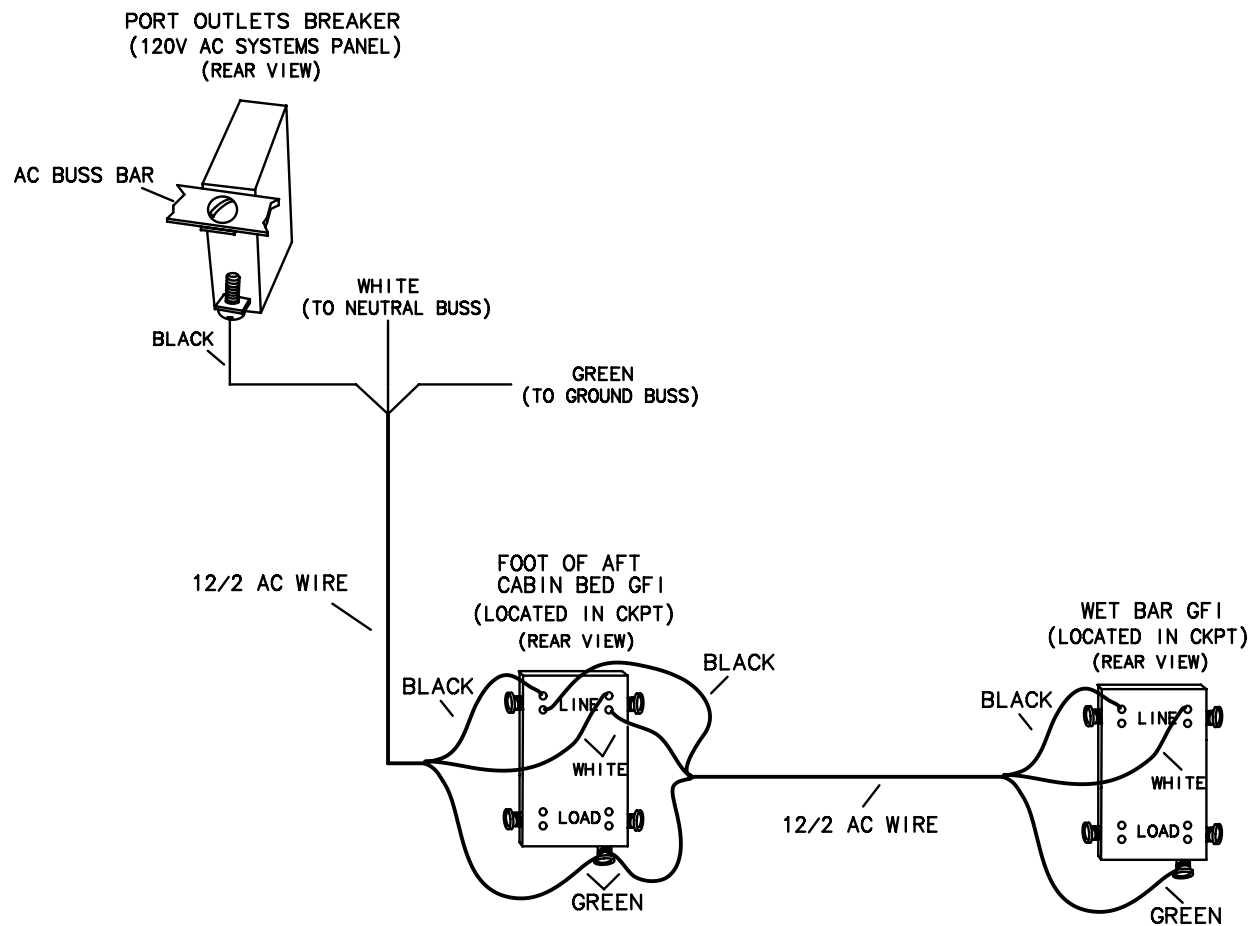 PORT OUTLETS BREAKER
(120V AC SYSTEMS PANEL)
(REAR VIEW)
AC BUSS BAR
WHITE
(TO NEUTRAL BUSS)
BLACK
GREEN
(TO GROUND BUSS)
12/2 AC WIRE
FOOT OF AFT
CABIN BED GFI
(LOCATED IN CKPT)
(REAR VIEW)
WET BAR GFI
(LOCATED IN CKPT)
(REAR VIEW)
BLACK
BLACK
LINE
WHITE
LOAD
GREEN
12/2 AC WIRE
BLACK
LINE
WHITE
LOAD
GREEN